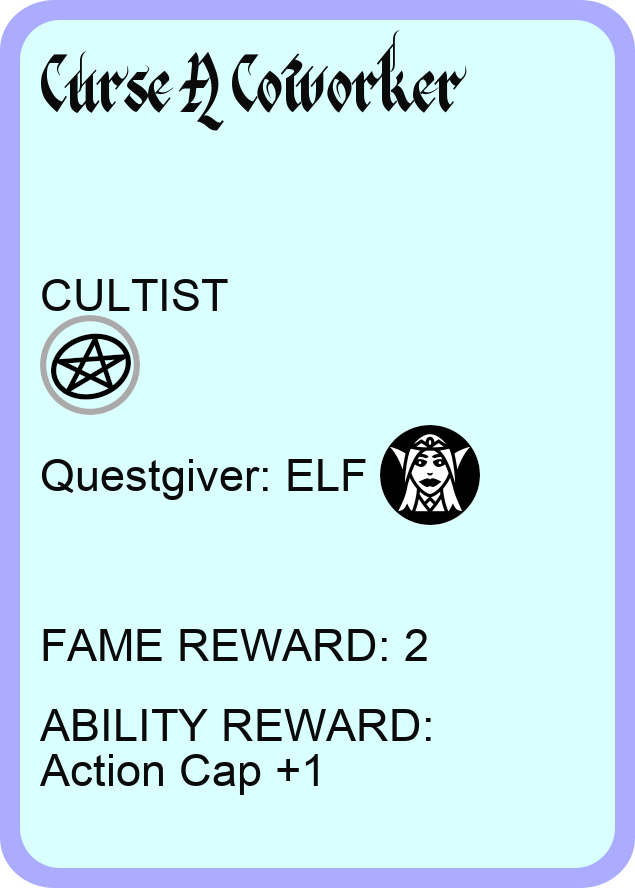 Curse A Coworker
CULTIST
Questgiver: ELF
FAME REWARD: 2
ABILITY REWARD:
Action Cap +1